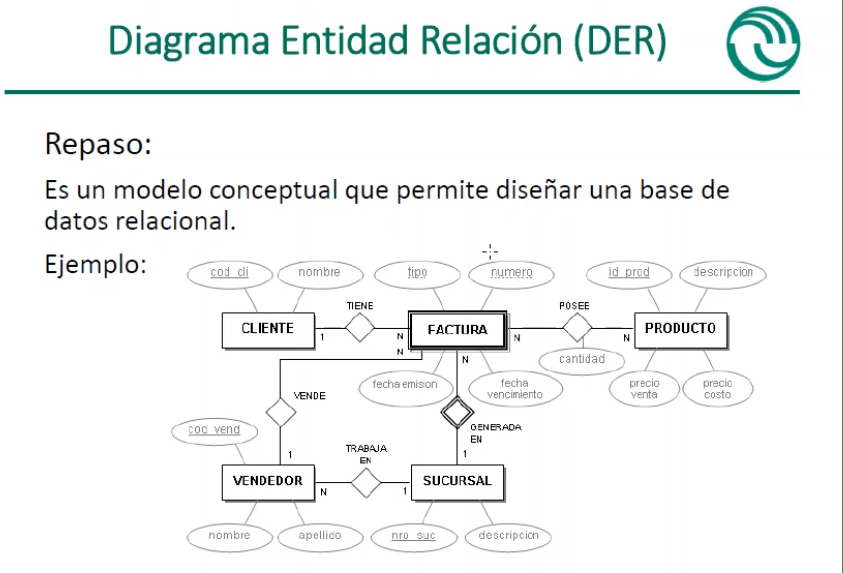 Diagrama Entidad Relación (DER)
Repaso:
Es un modelo conceptual que permite diseñar una base de
datos relacional.
Ejemplo:
cod_cli
nombre
tipo
numero
id_prod
descripcion
TIENE
POSEE
CLIENTE
1
N
FACTURA
N
N
PRODUCTO
N
N
cantidad
fecha emision
fecha
vencimiento
precio
venta
precio
costo
VENDE
cod_vend
GENERADA
EN
TRABAJA
EN
1
1
VENDEDOR
N
1
SUCURSAL
nombre
apellido
nro_suc
descripcion